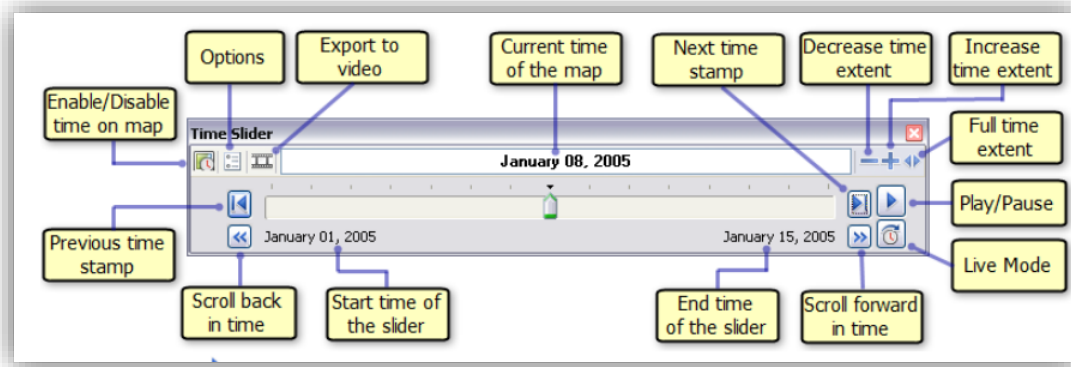 Options
Export to
video
Current time
of the map
Next time
stamp
Decrease time
extent
Increase
time extent
Enable/Disable
time on map
Time Slider
Full time
extent
January 08, 2005
Play/Pause
Previous time
stamp
January 01, 2005
January 15, 2005
Live Mode
Scroll back
in time
Start time of
the slider
End time
of the slider
Scroll forward
in time